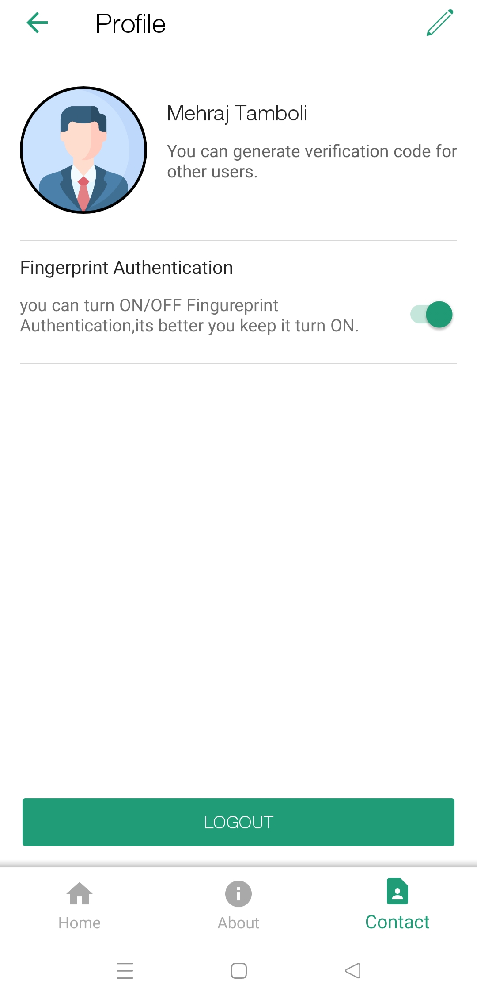 Profile
Mehraj Tamboli
You can generate verification code for
other users.
Fingerprint Authentication
you can turn ON/OFF Fingureprint
Authentication,its better you keep it turn ON.
LOGOUT
Home
About
Contact